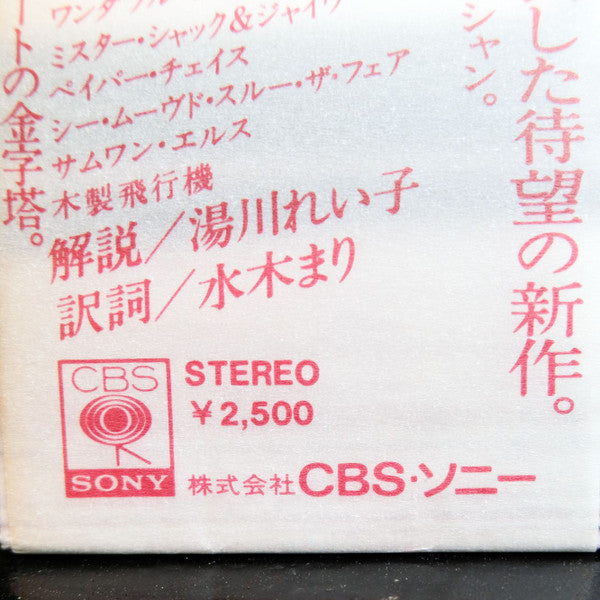 した待望の新作。
シャン。
ートの金字塔。
ミスター・シャック&ジャイヴ
ペイパー・チェイス
シー・ムーヴド・スルー・ザ・フェア
サムワン・エルス
木製飛行機
解説/湯川れい子
訳詞/水木まり
CBS
SONY
STEREO
¥2,500
株式会社CBS・ソニー